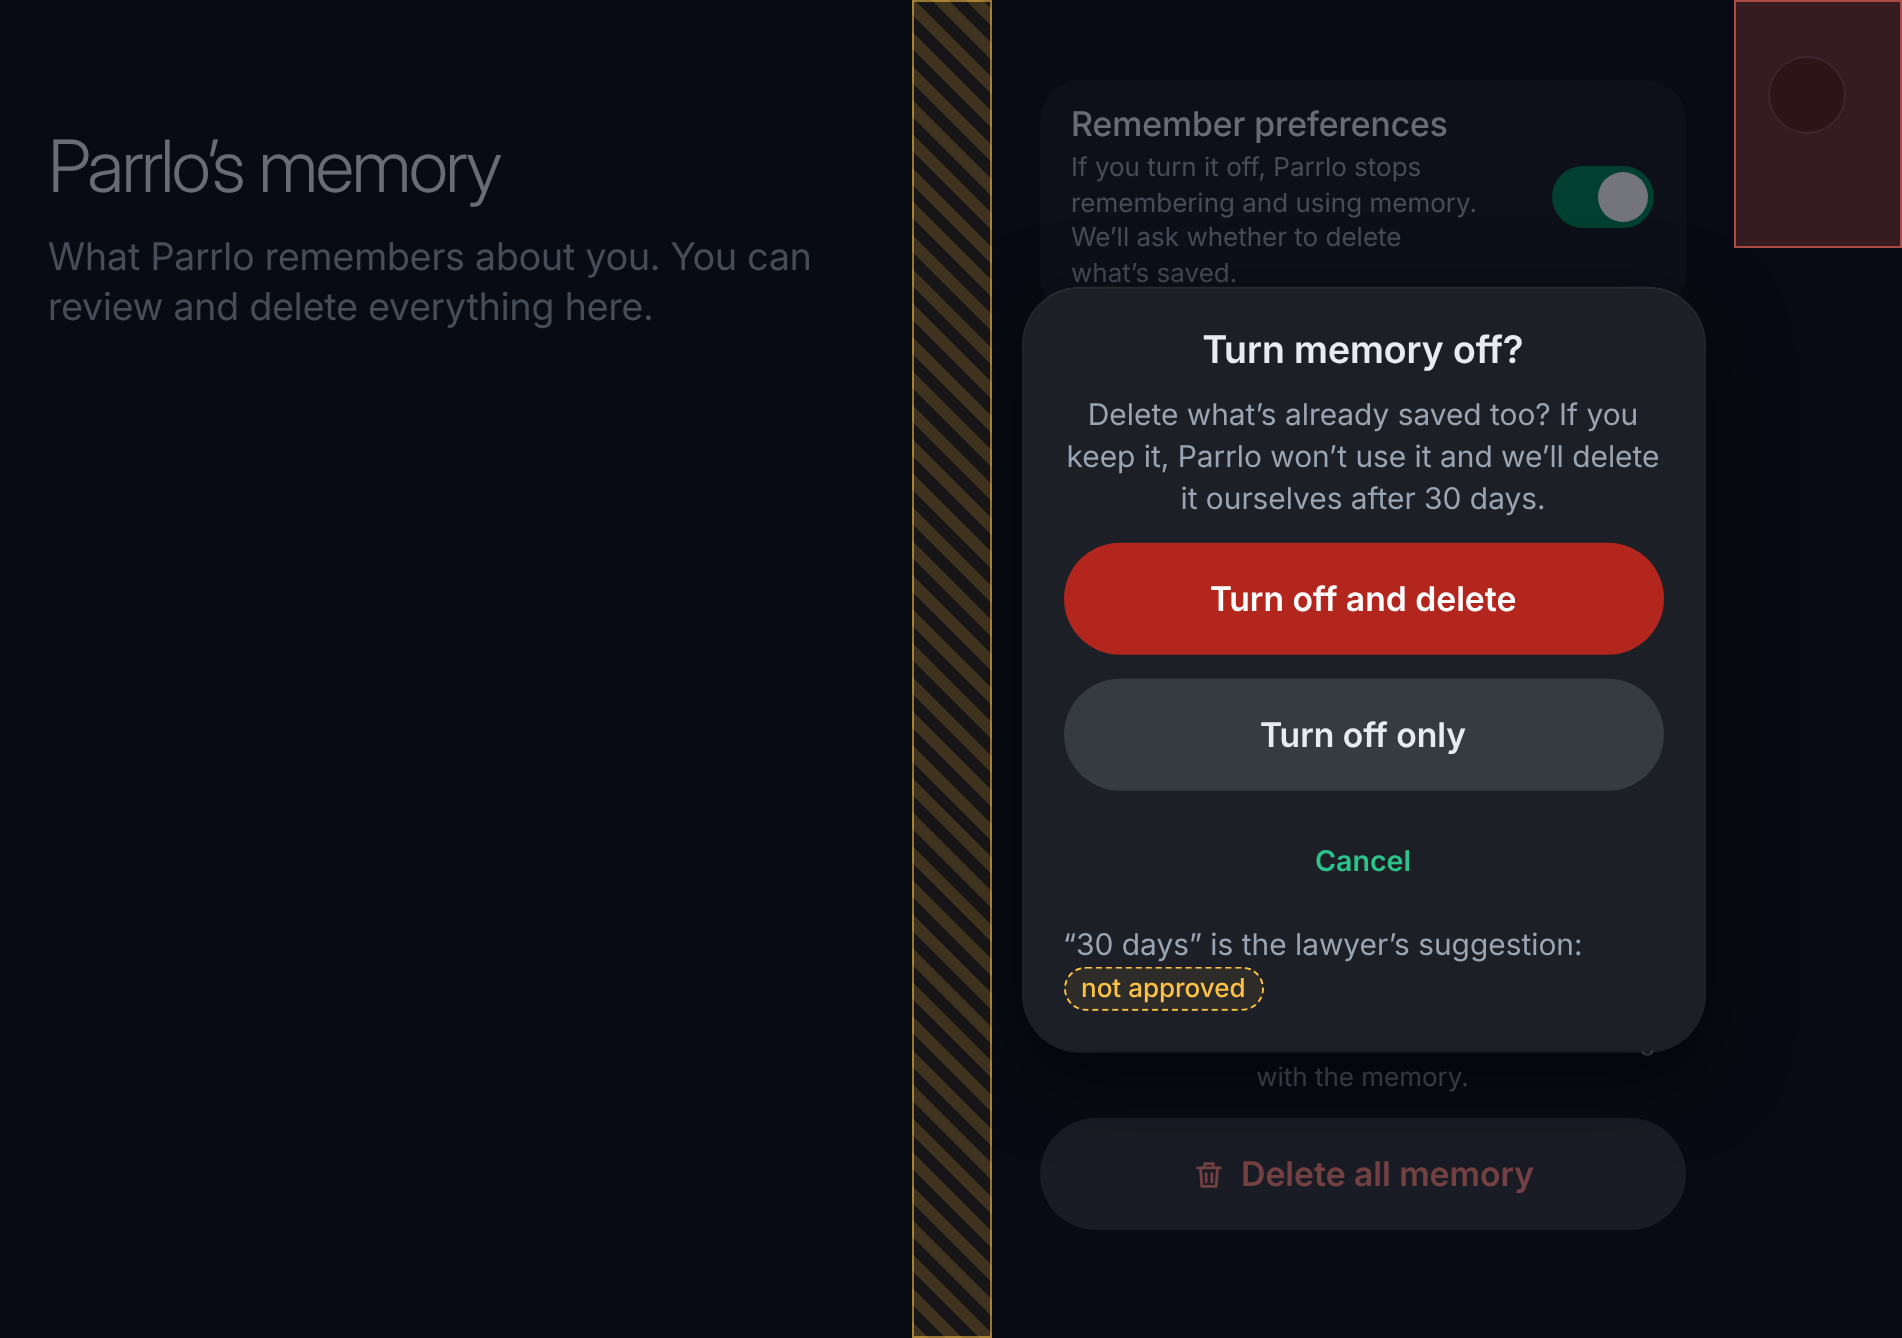 Parrlo’s memory
What Parrlo remembers about you. You can
review and delete everything here.
Remember preferences
If you turn it off, Parrlo stops
remembering and using memory.
We’ll ask whether to delete
what’s saved.
Turn memory off?
Delete what’s already saved too? If you
keep it, Parrlo won’t use it and we’ll delete
it ourselves after 30 days.
Turn off and delete
Turn off only
Cancel
“30 days” is the lawyer’s suggestion:
not approved
with the memory.
Delete all memory